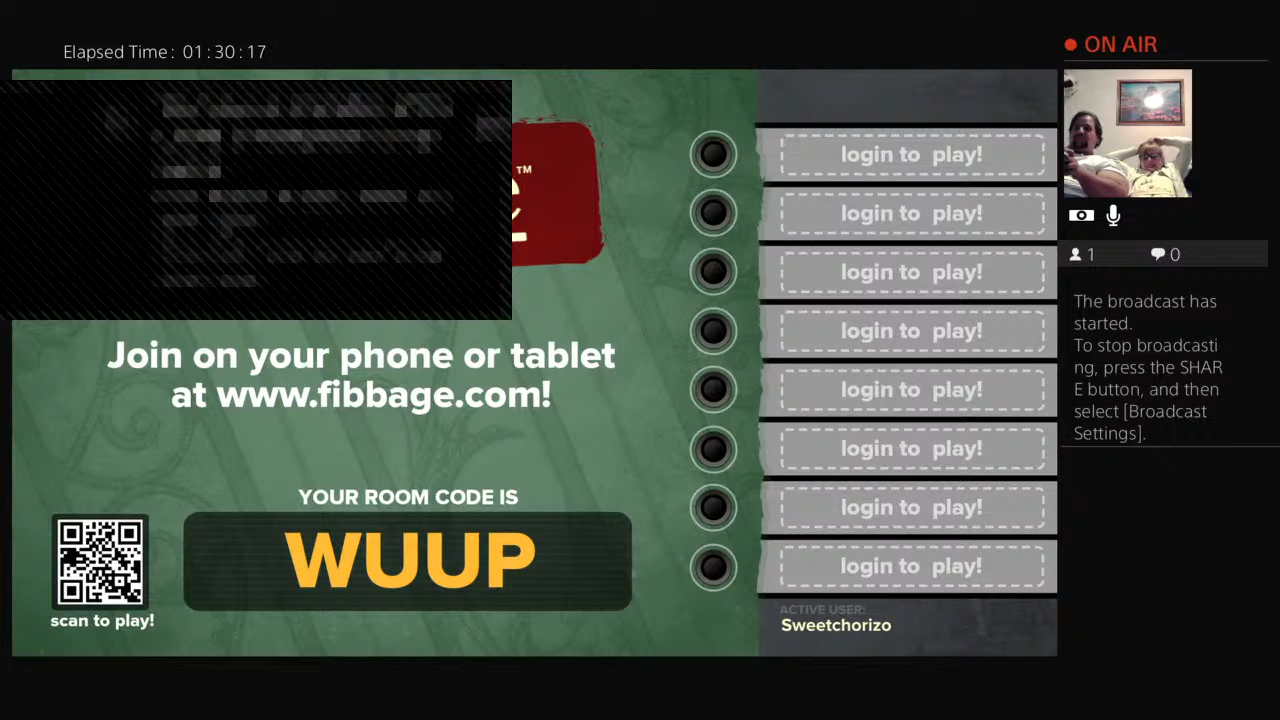 Elapsed Time: 01:30:17
ON AIR
TM
login to play!
login to play!
login to play!
login to play!
login to play!
login to play!
login to play!
login to play!
1
0
The broadcast has
started.
To stop broadcasti
ng, press the SHAR
E button, and then
select [Broadcast
Settings].
Join on your phone or tablet
at www.fibbage.com!
YOUR ROOM CODE IS
WUUP
scan to play!
ACTIVE USER:
Sweetchorizo